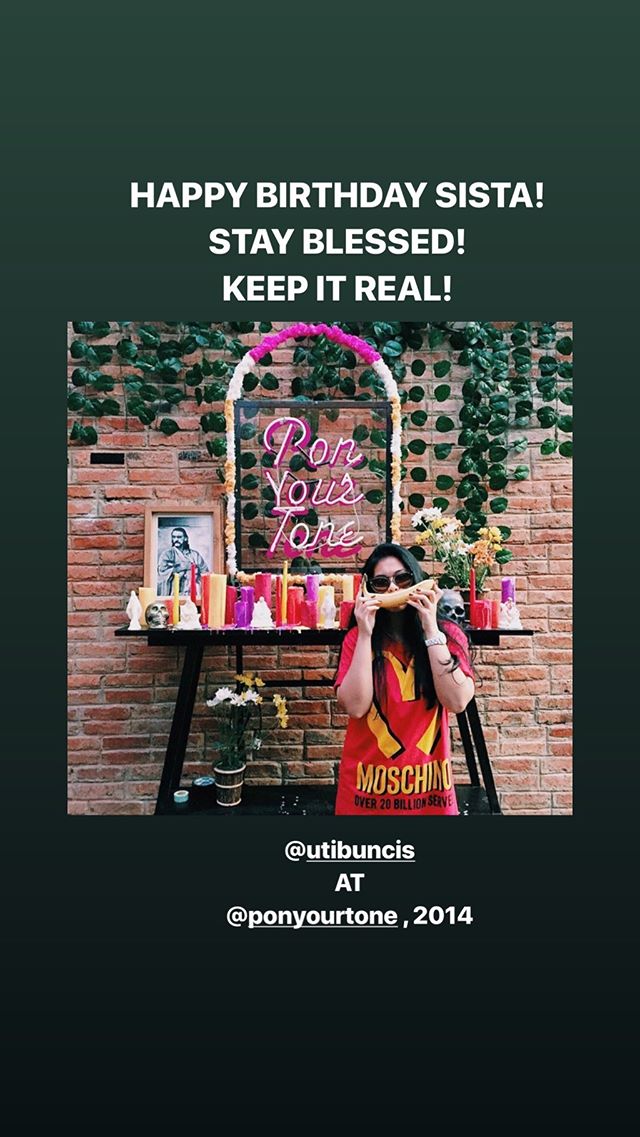 HAPPY BIRTHDAY SISTA!
STAY BLESSED!
KEEP IT REAL!
Pon
Your
Tone
MOSCHINO
OVER 20 BILLION SERVE
@utibuncis
AT
@ponyourtone , 2014